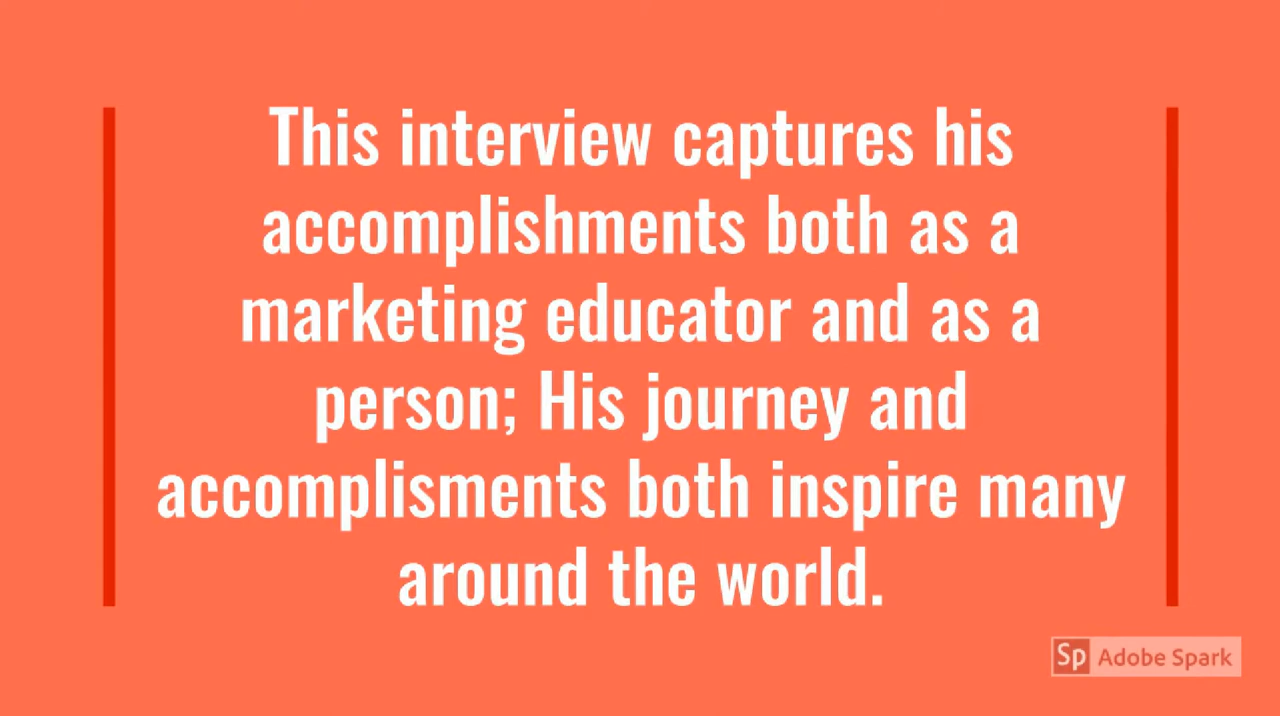 This interview captures his
accomplishments both as a
marketing educator and as a
person; His journey and
accomplisments both inspire many
around the world.
Sp Adobe Spark